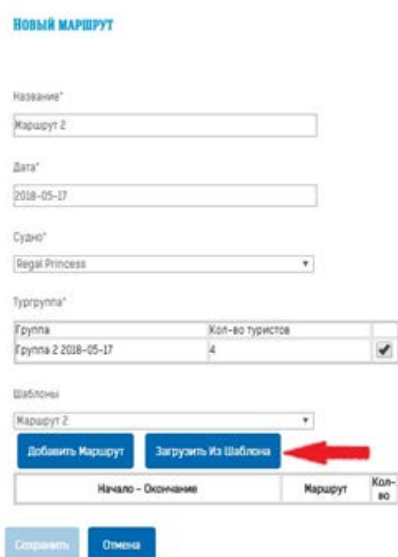 Новый маршрут
Название*
Маршрут 2
Дата*
2018-05-17
Судно*
Regal Princess
Тургруппа*
Группа Кол-во туристов
Группа 2 2018-05-17 4
Шаблоны
Маршрут 2
Добавить Маршрут Загрузить Из Шаблона
Начало - Окончание Маршрут Кол-
во
Сохранить Отмена